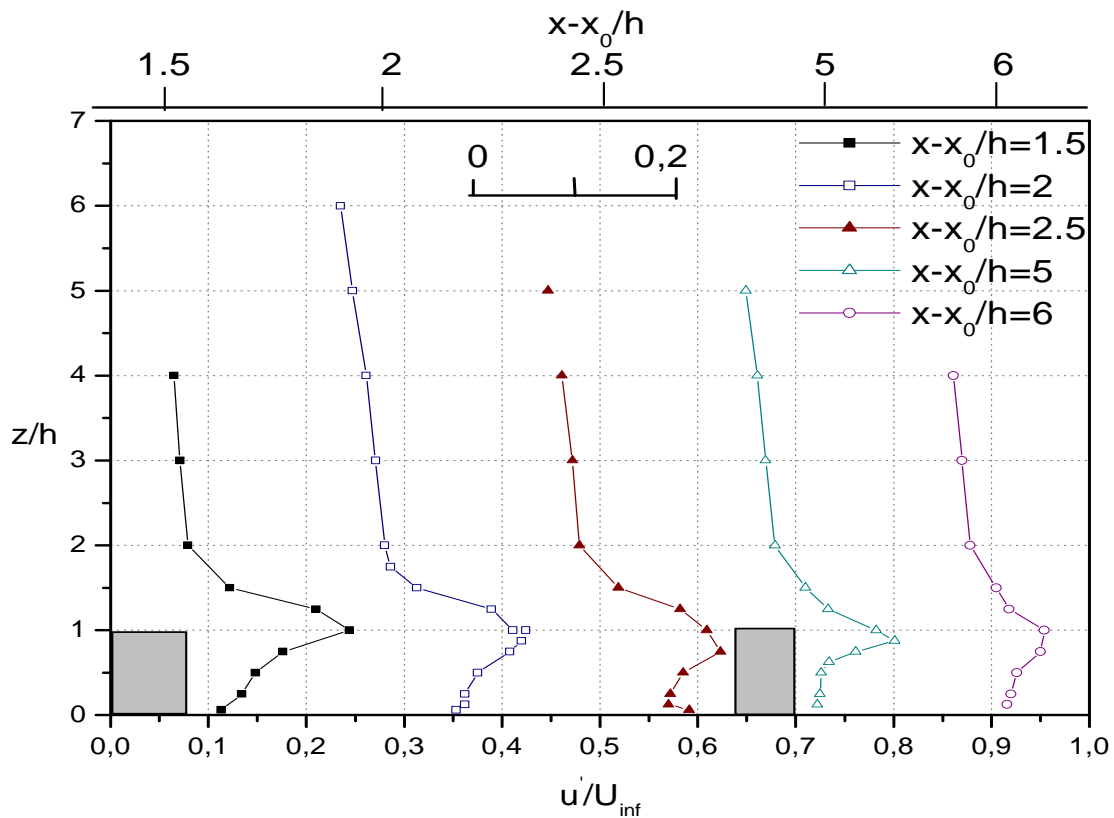 x-x₀/h
1.5 2 2.5 5 6
7
6
5
4
3
2
1
0
z/h
0 0,2
x-x₀/h=1.5
x-x₀/h=2
x-x₀/h=2.5
x-x₀/h=5
x-x₀/h=6
0,0 0,1 0,2 0,3 0,4 0,5 0,6 0,7 0,8 0,9 1,0
u'/U_inf